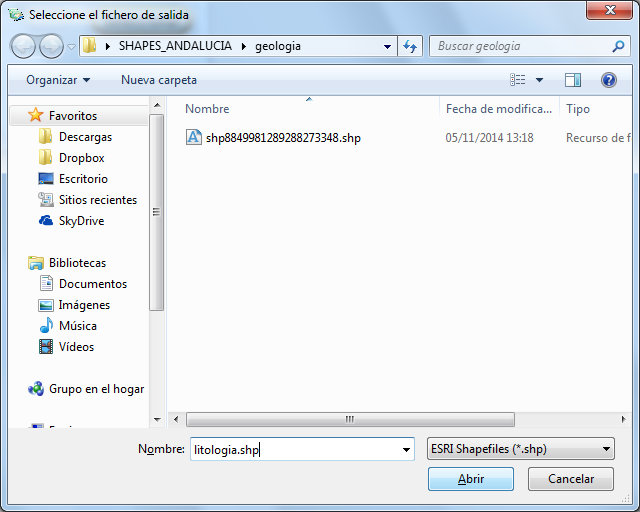 Seleccione el fichero de salida
SHAPES_ANDALUCIA geologia
Buscar geologia
Organizar Nueva carpeta
Nombre Fecha de modifica... Tipo
shp8849981289288273348.shp 05/11/2014 13:18 Recurso de f
Favoritos
Descargas
Dropbox
Escritorio
Sitios recientes
SkyDrive
Bibliotecas
Documentos
Imágenes
Música
Vídeos
Grupo en el hogar
Nombre: litologia.shp
ESRI Shapefiles (*.shp)
Abrir Cancelar